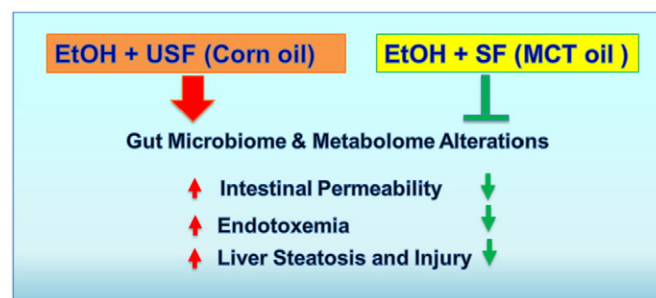 EtOH + USF (Corn oil)
EtOH + SF (MCT oil )
Gut Microbiome & Metabolome Alterations
Intestinal Permeability
Endotoxemia
Liver Steatosis and Injury